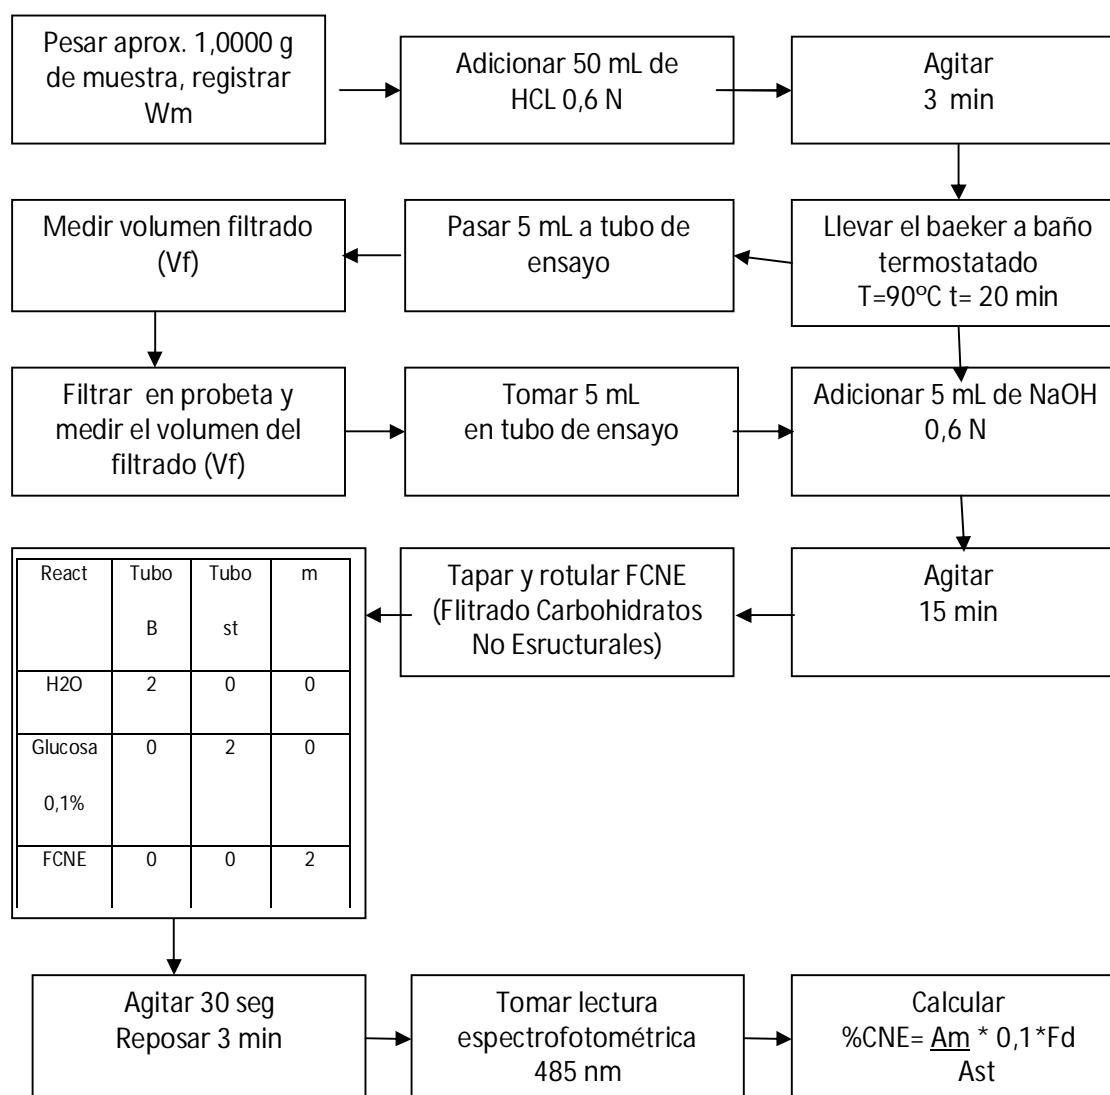 Pesar aprox. 1,0000 g
de muestra, registrar
Wm
Adicionar 50 mL de
HCL 0,6 N
Agitar
3 min
Medir volumen filtrado
(Vf)
Pasar 5 mL a tubo de
ensayo
Llevar el baeker a baño
termostatado
T=90ºC t= 20 min
Filtrar en probeta y
medir el volumen del
filtrado (Vf)
Tomar 5 mL
en tubo de ensayo
Adicionar 5 mL de NaOH
0,6 N
React Tubo Tubo m
B st
H2O 2 0 0
Glucosa 0 2 0
0,1%
FCNE 0 0 2
Tapar y rotular FCNE
(Flitrado Carbohidratos
No Esructurales)
Agitar
15 min
Agitar 30 seg
Reposar 3 min
Tomar lectura
espectrofotométrica
485 nm
Calcular
%CNE= Am * 0,1*Fd
Ast